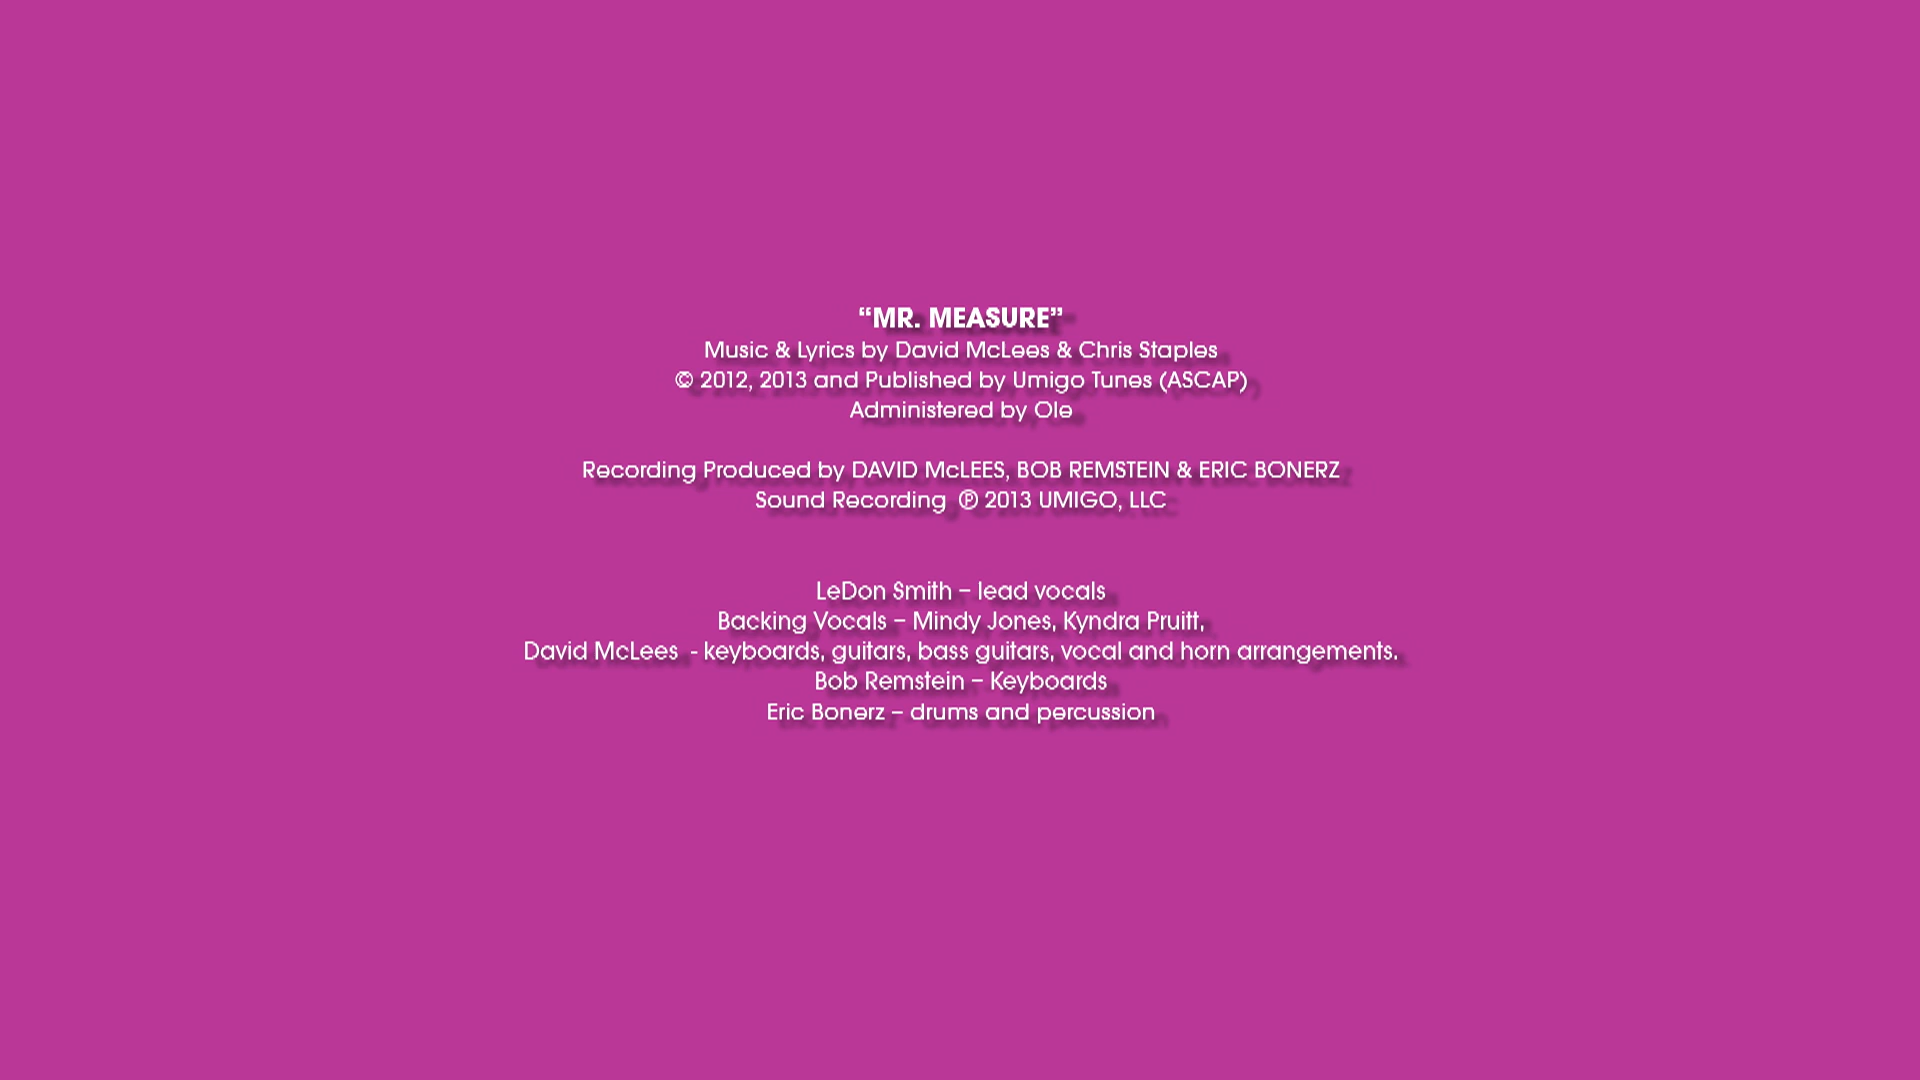 “MR. MEASURE”
Music & Lyrics by David McLees & Chris Staples
© 2012, 2013 and Published by Umigo Tunes (ASCAP)
Administered by Ole
Recording Produced by DAVID McLEES, BOB REMSTEIN & ERIC BONERZ
Sound Recording ℗ 2013 UMIGO, LLC
LeDon Smith – lead vocals
Backing Vocals – Mindy Jones, Kyndra Pruitt,
David McLees - keyboards, guitars, bass guitars, vocal and horn arrangements.
Bob Remstein – Keyboards
Eric Bonerz – drums and percussion